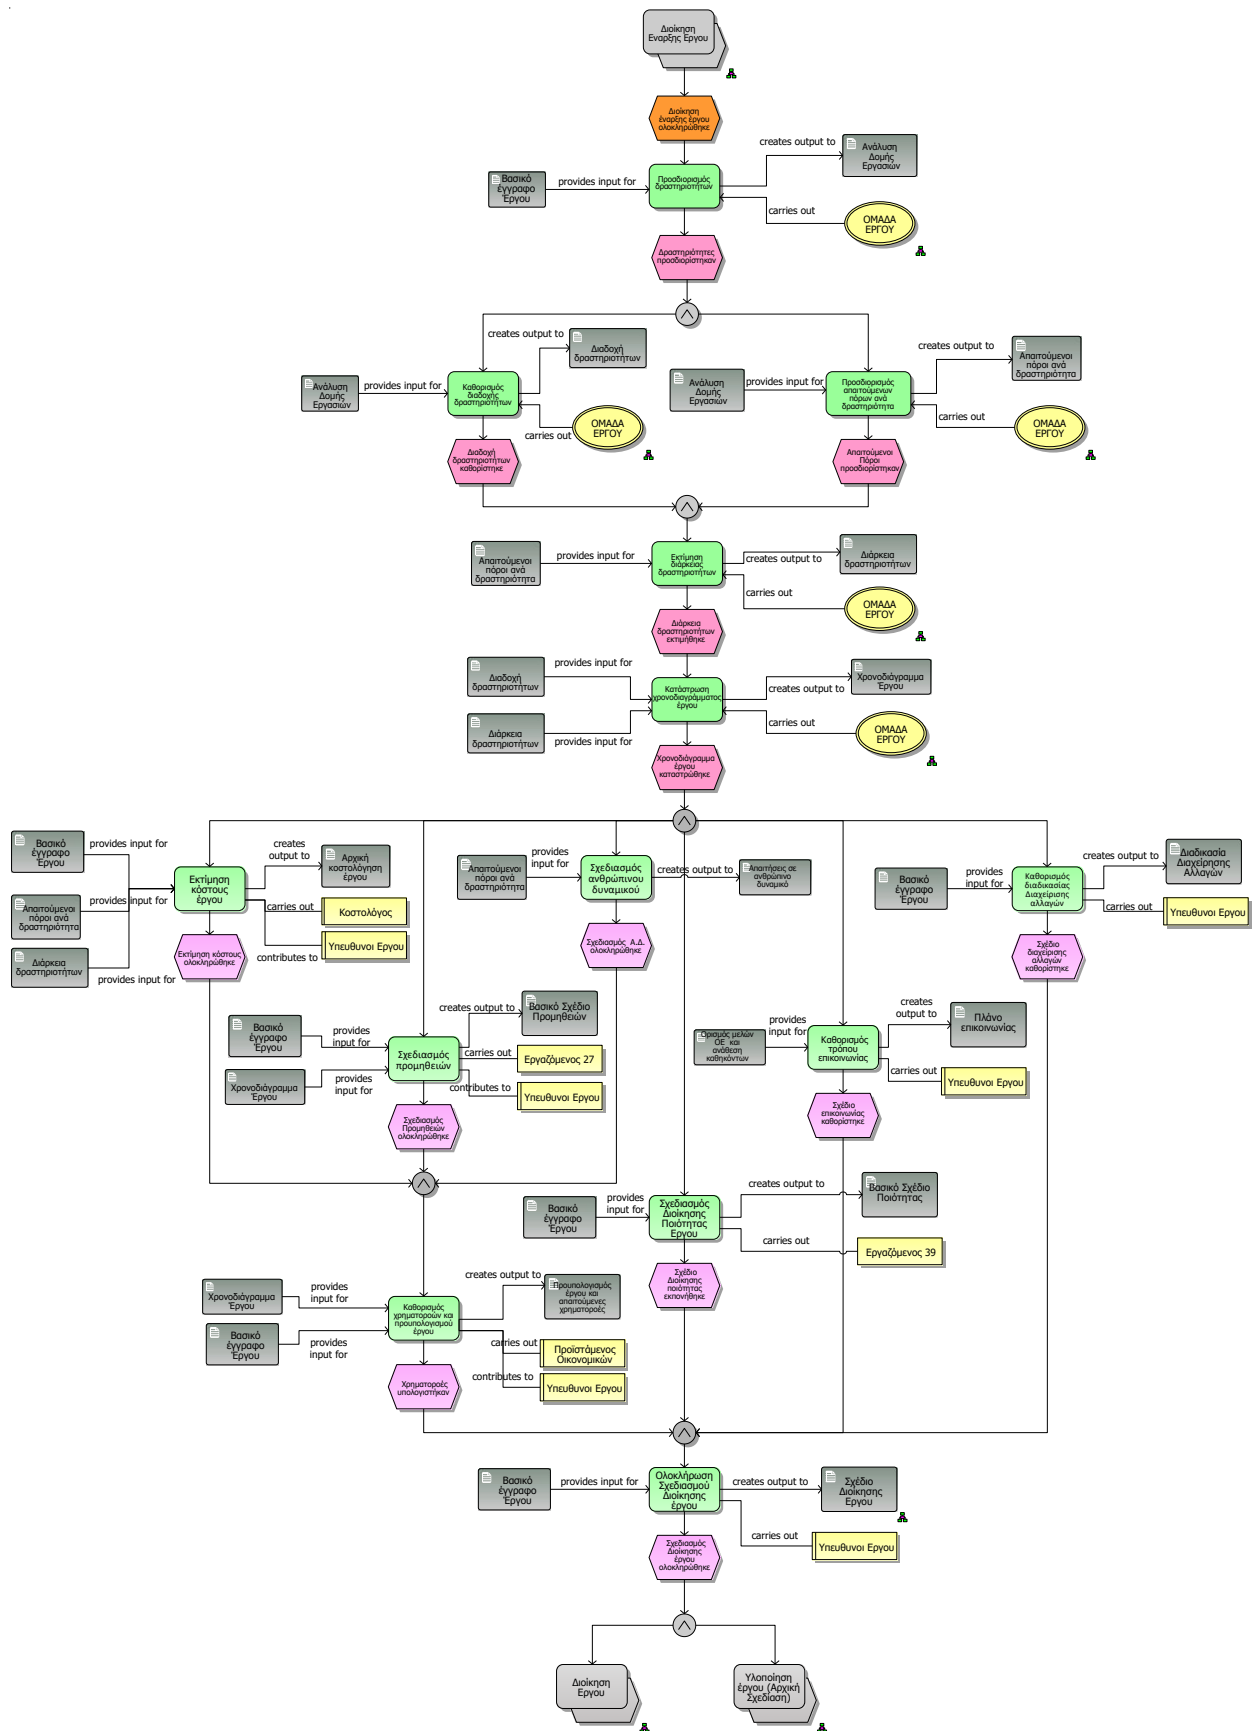 Διοίκηση
Εναρξης Εργου
Διοίκηση
έναρξης έργου
ολοκληρώθηκε
creates output to
Ανάλυση
Δομής
Εργασιών
Βασικό
έγγραφο
Έργου
provides input for
Προσδιορισμός
δραστηριοτήτων
carries out
ΟΜΑΔΑ
ΕΡΓΟΥ
Δραστηριότητες
προσδιορίστηκαν
creates output to
Διαδοχή
δραστηριοτήτων
creates output to
Απαιτούμενοι
πόροι ανά
δραστηριότητα
Ανάλυση
Δομής
Εργασιών
provides input for
Καθορισμός
διαδοχής
δραστηριοτήτων
Ανάλυση
Δομής
Εργασιών
provides input for
Προσδιορισμός
απαιτούμενων
πόρων ανά
δραστηριότητα
carries out
ΟΜΑΔΑ
ΕΡΓΟΥ
carries out
ΟΜΑΔΑ
ΕΡΓΟΥ
Διαδοχή
δραστηριοτήτων
καθορίστηκε
Απαιτούμενοι
Πόροι
προσδιορίστηκαν
Απαιτούμενοι
πόροι ανά
δραστηριότητα
provides input for
Εκτίμηση
διάρκειας
δραστηριοτήτων
creates output to
Διάρκεια
δραστηριοτήτων
carries out
ΟΜΑΔΑ
ΕΡΓΟΥ
Διάρκεια
δραστηριοτήτων
εκτιμήθηκε
provides input for
Διαδοχή
δραστηριοτήτων
Κατάστρωση
χρονοδιαγράμματος
έργου
creates output to
Χρονοδιάγραμμα
Έργου
Διάρκεια
δραστηριοτήτων
provides input for
carries out
ΟΜΑΔΑ
ΕΡΓΟΥ
Χρονοδιάγραμμα
έργου
καταστρώθηκε
Βασικό
έγγραφο
Έργου
provides input for
creates
output to
Αρχική
κοστολόγηση
έργου
Εκτίμηση
κόστους
έργου
Απαιτούμενοι
πόροι ανά
δραστηριότητα
provides input for
carries out
Κοστολόγος
contributes to
Υπευθυνοι Εργου
Διάρκεια
δραστηριοτήτων
provides input for
Εκτίμηση κόστους
ολοκληρώθηκε
Απαιτούμενοι
πόροι ανά
δραστηριότητα
provides
input for
Σχεδιασμός
ανθρώπινου
δυναμικού
creates output to
Απαιτήσεις σε
ανθρώπινο
δυναμικό
Σχεδιασμός Α.Δ.
ολοκληρώθηκε
Βασικό
έγγραφο
Έργου
provides
input for
Καθορισμός
διαδικασίας
Διαχείρισης
αλλαγών
creates output to
Διαδικασία
Διαχείρησης
Αλλαγών
carries out
Υπευθυνοι Εργου
Σχέδιο
διαχείρισης
αλλαγών
καθορίστηκε
Βασικό
έγγραφο
Έργου
provides
input for
Σχεδιασμός
προμηθειών
creates output to
Βασικό Σχέδιο
Προμηθειών
carries out
Εργαζόμενος 27
Χρονοδιάγραμμα
Έργου
provides
input for
contributes to
Υπευθυνοι Εργου
Σχεδιασμός
Προμηθειών
ολοκληρώθηκε
Ορισμός μελών
ΟΕ και
ανάθεση
καθηκόντων
provides
input for
Καθορισμός
τρόπου
επικοινωνίας
creates
output to
Πλάνο
επικοινωνίας
carries out
Υπευθυνοι Εργου
Σχέδιο
επικοινωνίας
καθορίστηκε
Βασικό
έγγραφο
Έργου
provides
input for
Σχεδιασμός
Διοίκησης
Ποιότητας
Εργου
creates output to
Βασικό Σχέδιο
Ποιότητας
carries out
Εργαζόμενος 39
Σχέδιο
Διοίκησης
ποιότητας
εκπονήθηκε
Χρονοδιάγραμμα
Έργου
provides
input for
Καθορισμός
χρηματοροών και
προυπολογισμού
έργου
creates output to
Προυπολογισμός
έργου και
απαιτούμενες
χρηματοροές
Βασικό
έγγραφο
Έργου
provides
input for
carries out
Προϊστάμενος
Οικονομικών
contributes to
Υπευθυνοι Εργου
Χρηματοροές
υπολογιστήκαν
Βασικό
έγγραφο
Έργου
provides input for
Ολοκλήρωση
Σχεδιασμού
Διοίκησης
έργου
creates output to
Σχέδιο
Διοίκησης
Εργου
carries out
Υπευθυνοι Εργου
Σχεδιασμός
Διοίκησης
έργου
ολοκληρώθηκε
Διοίκηση
Εργου
Υλοποίηση
έργου (Αρχική
Σχεδίαση)